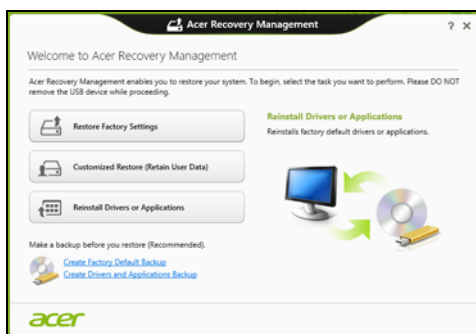 Acer Recovery Management
? ×
Welcome to Acer Recovery Management
Acer Recovery Management enables you to restore your system. To begin, select the task you want to perform. Please DO NOT
remove the USB device while proceeding.
Restore Factory Settings
Customized Restore (Retain User Data)
Reinstall Drivers or Applications
Reinstall Drivers or Applications
Reinstalls factory default drivers or applications.
Make a backup before you restore (Recommended).
Create Factory Default Backup
Create Drivers and Applications Backup
acer